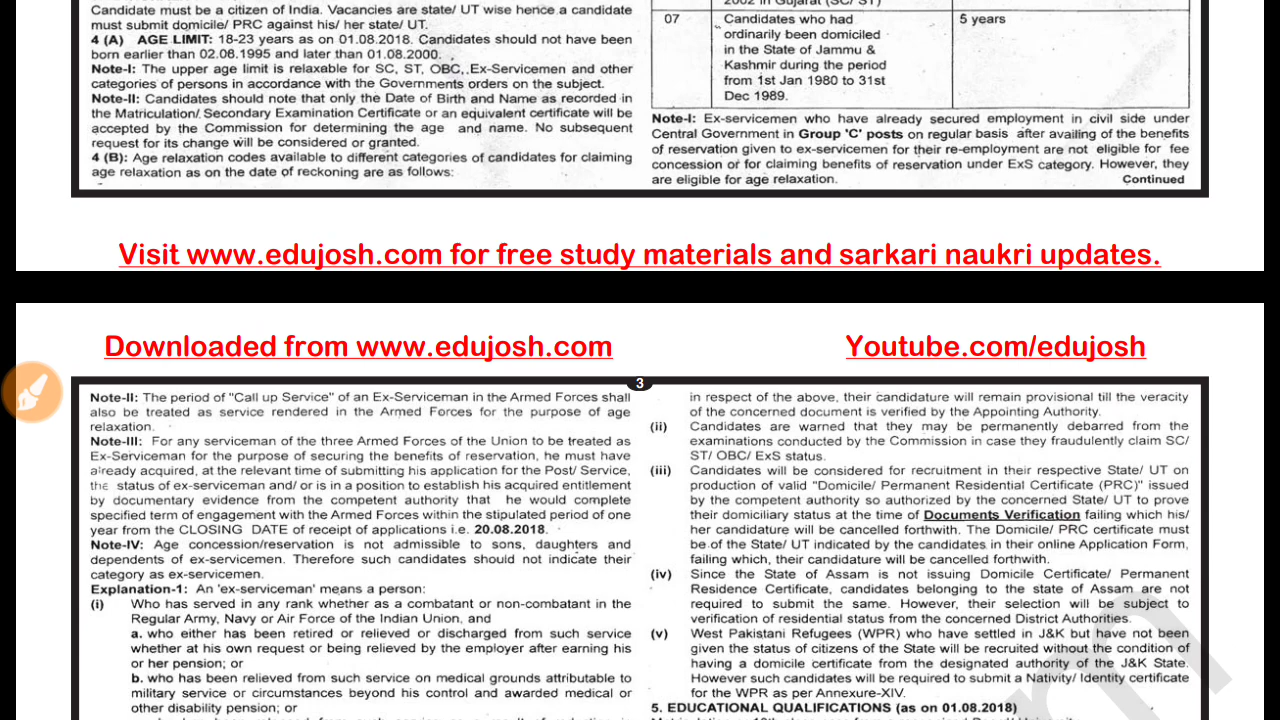 Candidate must be a citizen of India. Vacancies are state/ UT wise hence a candidate
must submit domicile/ PRC against his/ her state/ UT.
4 (A) AGE LIMIT: 18-23 years as on 01.08.2018. Candidates should not have been
born earlier than 02.08.1995 and later than 01.08.2000.
Note-I: The upper age limit is relaxable for SC, ST, OBC, Ex-Servicemen and other
categories of persons in accordance with the Governments orders on the subject.
Note-II: Candidates should note that only the Date of Birth and Name as recorded in
the Matriculation/ Secondary Examination Certificate or an equivalent certificate will be
accepted by the Commission for determining the age and name. No subsequent
request for its change will be considered or granted.
4 (B): Age relaxation codes available to different categories of candidates for claiming
age relaxation as on the date of reckoning are as follows:
2002 in Gujarat (SC/ ST)
07 Candidates who had 5 years
ordinarily been domiciled
in the State of Jammu &
Kashmir during the period
from 1st Jan 1980 to 31st
Dec 1989.
Note-I: Ex-servicemen who have already secured employment in civil side under
Central Government in Group 'C' posts on regular basis after availing of the benefits
of reservation given to ex-servicemen for their re-employment are not eligible for fee
concession or for claiming benefits of reservation under ExS category. However, they
are eligible for age relaxation. Continued
Visit www.edujosh.com for free study materials and sarkari naukri updates.
Downloaded from www.edujosh.com Youtube.com/edujosh
3
Note-II: The period of "Call up Service" of an Ex-Serviceman in the Armed Forces shall
also be treated as service rendered in the Armed Forces for the purpose of age
relaxation.
Note-III: For any serviceman of the three Armed Forces of the Union to be treated as
Ex-Serviceman for the purpose of securing the benefits of reservation, he must have
already acquired, at the relevant time of submitting his application for the Post/ Service,
the status of ex-serviceman and/ or is in a position to establish his acquired entitlement
by documentary evidence from the competent authority that he would complete
specified term of engagement with the Armed Forces within the stipulated period of one
year from the CLOSING DATE of receipt of applications i.e. 20.08.2018.
Note-IV: Age concession/reservation is not admissible to sons, daughters and
dependents of ex-servicemen. Therefore such candidates should not indicate their
category as ex-servicemen.
Explanation-1: An 'ex-serviceman' means a person:
(i) Who has served in any rank whether as a combatant or non-combatant in the
Regular Army, Navy or Air Force of the Indian Union, and
a. who either has been retired or relieved or discharged from such service
whether at his own request or being relieved by the employer after earning his
or her pension; or
b. who has been relieved from such service on medical grounds attributable to
military service or circumstances beyond his control and awarded medical or
other disability pension; or
in respect of the above, their candidature will remain provisional till the veracity
of the concerned document is verified by the Appointing Authority.
(ii) Candidates are warned that they may be permanently debarred from the
examinations conducted by the Commission in case they fraudulently claim SC/
ST/ OBC/ ExS status.
(iii) Candidates will be considered for recruitment in their respective State/ UT on
production of valid "Domicile/ Permanent Residential Certificate (PRC)" issued
by the competent authority so authorized by the concerned State/ UT to prove
their domiciliary status at the time of Documents Verification failing which his/
her candidature will be cancelled forthwith. The Domicile/ PRC certificate must
be of the State/ UT indicated by the candidates in their online Application Form,
failing which, their candidature will be cancelled forthwith.
(iv) Since the State of Assam is not issuing Domicile Certificate/ Permanent
Residence Certificate, candidates belonging to the state of Assam are not
required to submit the same. However, their selection will be subject to
verification of residential status from the concerned District Authorities.
(v) West Pakistani Refugees (WPR) who have settled in J&K but have not been
given the status of citizens of the State will be recruited without the condition of
having a domicile certificate from the designated authority of the J&K State.
However such candidates will be required to submit a Nativity/ Identity certificate
for the WPR as per Annexure-XIV.
5. EDUCATIONAL QUALIFICATIONS (as on 01.08.2018)